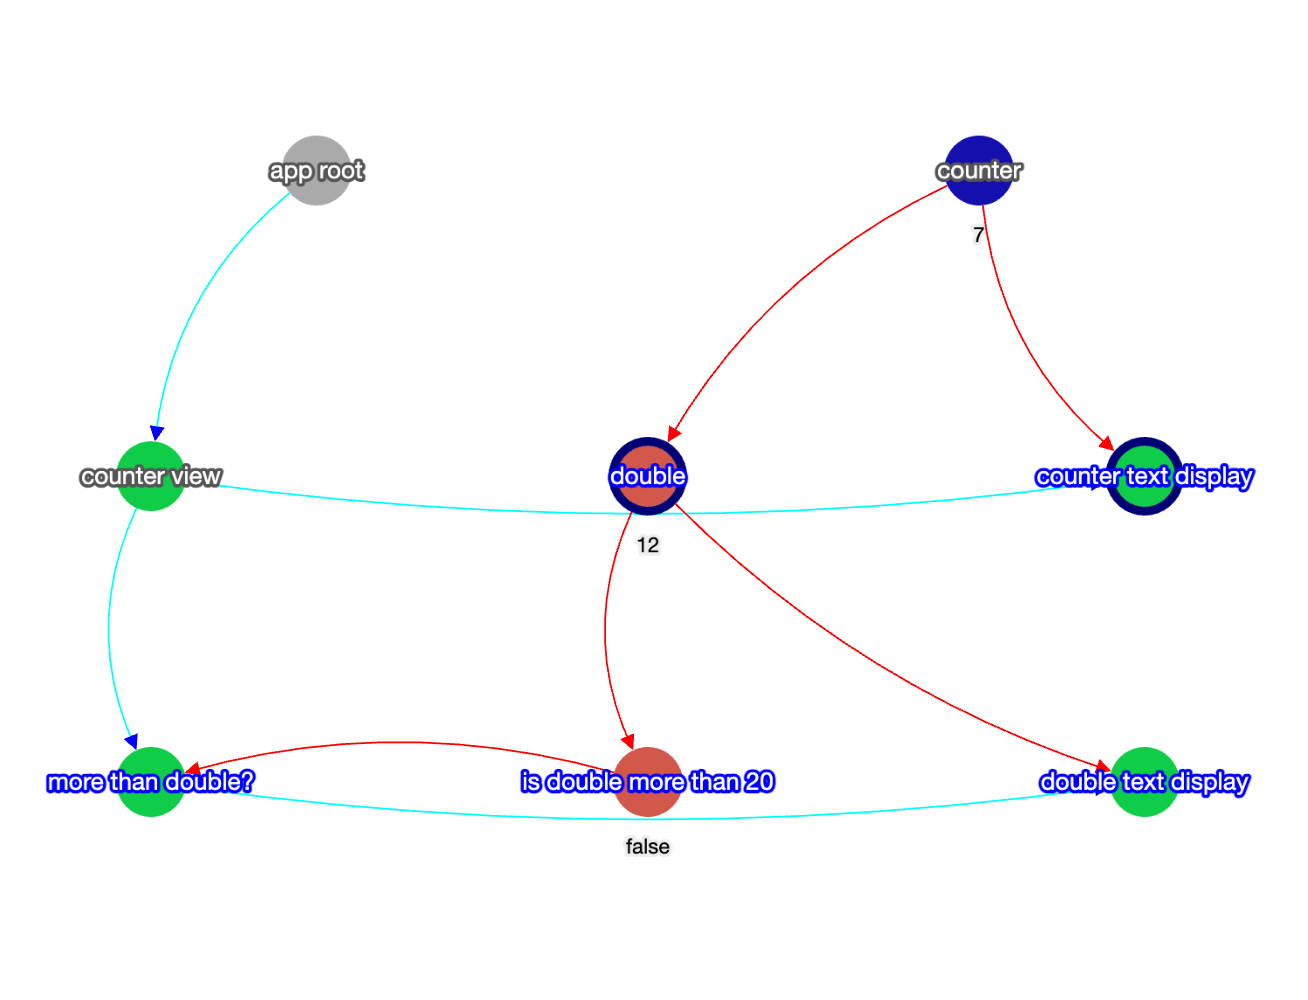 app root
counter
7
counter view
double
counter text display
12
more than double?
is double more than 20
double text display
false